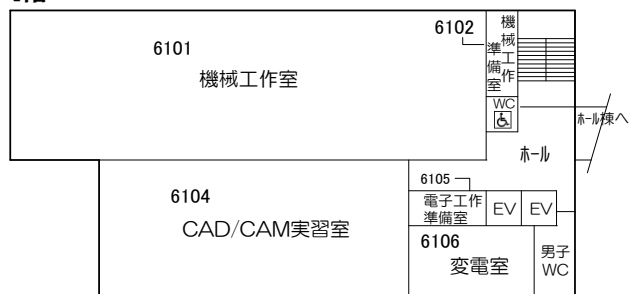 6101
機械工作室
6102
機械工作
準備室
WC
ホール棟へ
ホール
6105
電子工作
準備室
EV
EV
6104
CAD/CAM実習室
6106
変電室
男子
WC